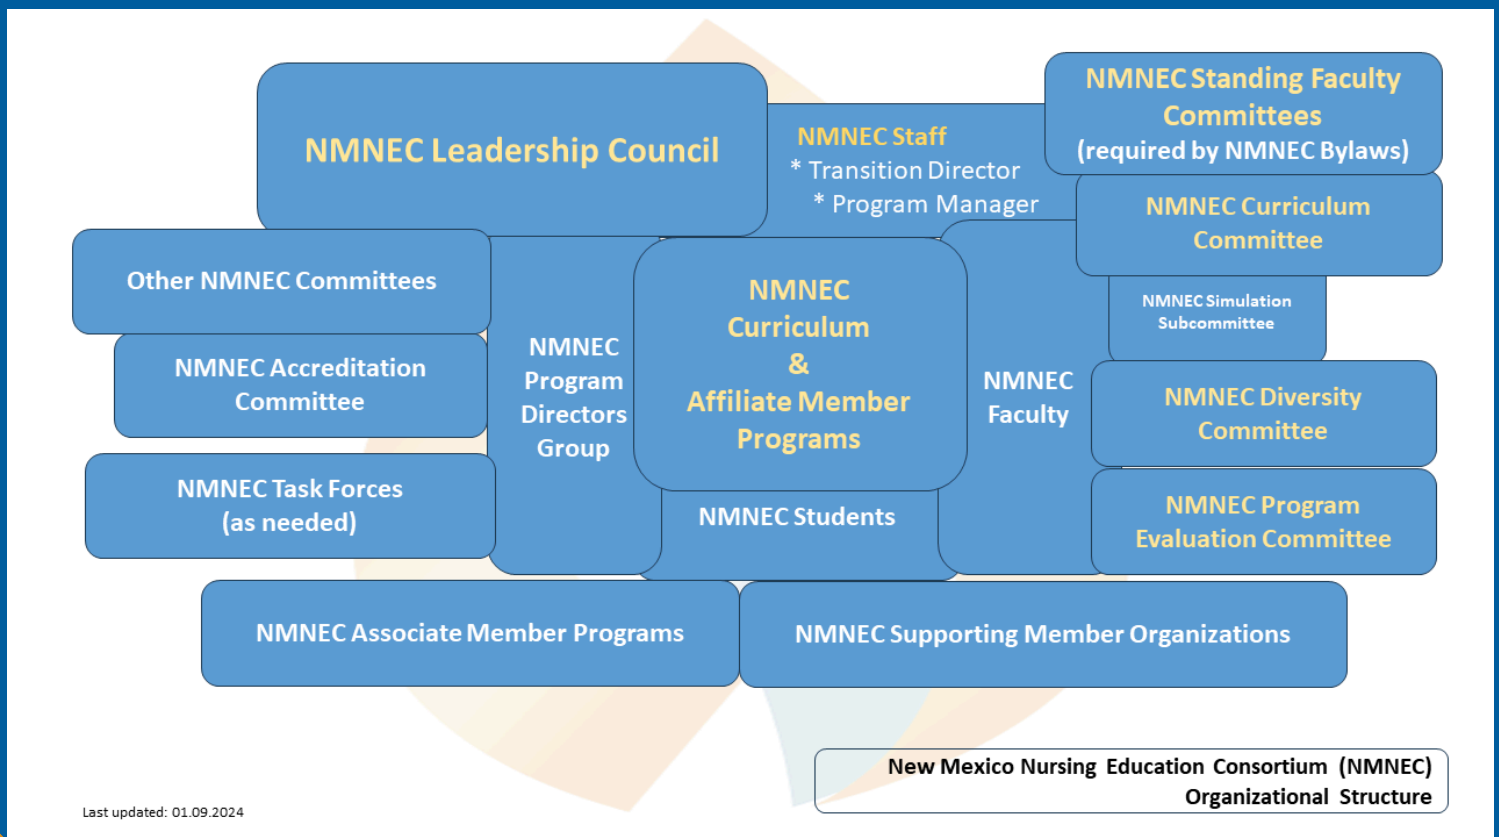 NMNEC Leadership Council
NMNEC Staff
* Transition Director
* Program Manager
NMNEC Standing Faculty
Committees
(required by NMNEC Bylaws)
NMNEC Curriculum
Committee
NMNEC Simulation
Subcommittee
NMNEC Diversity
Committee
NMNEC Program
Evaluation Committee
Other NMNEC Committees
NMNEC Accreditation
Committee
NMNEC Task Forces
(as needed)
NMNEC
Program
Directors
Group
NMNEC
Curriculum
&
Affiliate Member
Programs
NMNEC
Faculty
NMNEC Students
NMNEC Associate Member Programs
NMNEC Supporting Member Organizations
New Mexico Nursing Education Consortium (NMNEC)
Organizational Structure
Last updated: 01.09.2024